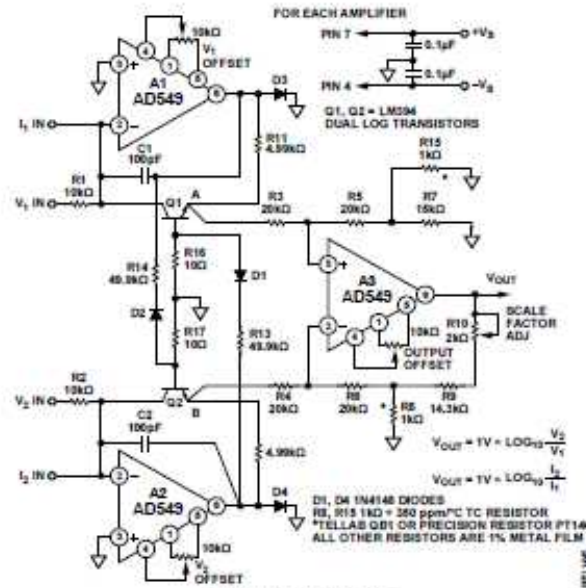 FOR EACH AMPLIFIER
PIN 7
+VS
0.1µF
0.1µF
PIN 4
-VS
Q1, Q2 = LM394
DUAL LOG TRANSISTORS
10kΩ
V1
OFFSET
A1
AD549
D3
I1 IN
C1
100pF
R11
4.99kΩ
R1
10kΩ
V1 IN
Q1
A
R15
1kΩ
*
R3
20kΩ
R5
20kΩ
R7
15kΩ
R14
49.9kΩ
R16
10Ω
D1
D2
A3
AD549
VOUT
R17
10Ω
R13
49.9kΩ
10kΩ
OUTPUT
OFFSET
R10
2kΩ
SCALE
FACTOR
ADJ
R2
10kΩ
V2 IN
Q2
B
R4
20kΩ
20kΩ
*
1kΩ
R9
14.3kΩ
C2
100pF
4.99kΩ
I2 IN
VOUT = 1V × LOG10 V2/V1
VOUT = 1V × LOG10 I2/I1
A2
AD549
D4
10kΩ
V2
OFFSET
D1, D4 1N4148 DIODES
R8, R15 1kΩ + 350 ppm/°C TC RESISTOR
*TELLAB QB1 OR PRECISION RESISTOR PT146
ALL OTHER RESISTORS ARE 1% METAL FILM